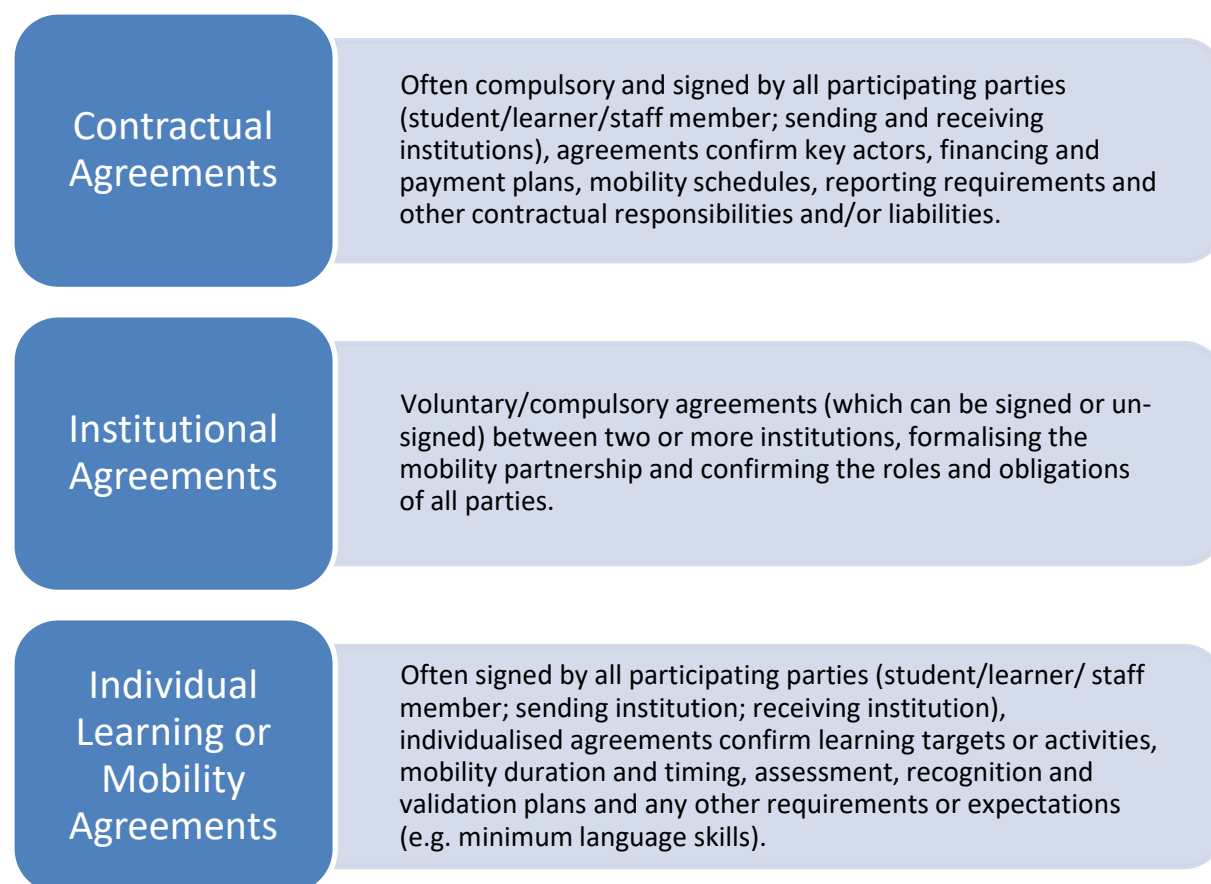 Contractual
Agreements
Often compulsory and signed by all participating parties
(student/learner/staff member; sending and receiving
institutions), agreements confirm key actors, financing and
payment plans, mobility schedules, reporting requirements and
other contractual responsibilities and/or liabilities.
Institutional
Agreements
Voluntary/compulsory agreements (which can be signed or un-
signed) between two or more institutions, formalising the
mobility partnership and confirming the roles and obligations
of all parties.
Individual
Learning or
Mobility
Agreements
Often signed by all participating parties (student/learner/ staff
member; sending institution; receiving institution),
individualised agreements confirm learning targets or activities,
mobility duration and timing, assessment, recognition and
validation plans and any other requirements or expectations
(e.g. minimum language skills).